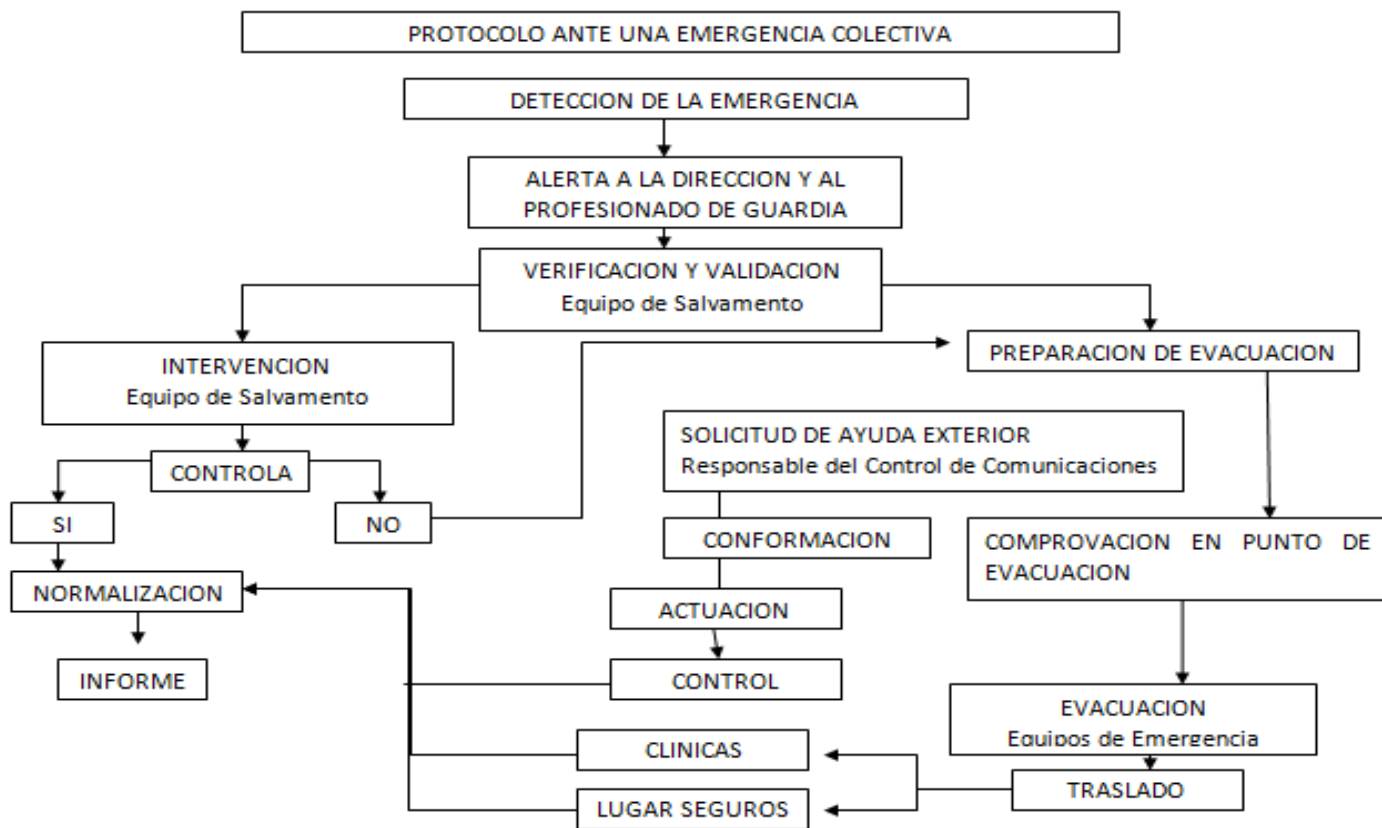 PROTOCOLO ANTE UNA EMERGENCIA COLECTIVA
DETECCION DE LA EMERGENCIA
ALERTA A LA DIRECCION Y AL
PROFESIONADO DE GUARDIA
VERIFICACION Y VALIDACION
Equipo de Salvamento
INTERVENCION
Equipo de Salvamento
PREPARACION DE EVACUACION
SOLICITUD DE AYUDA EXTERIOR
Responsable del Control de Comunicaciones
CONTROLA
SI
NO
CONFORMACION
COMPROVACION EN PUNTO DE
EVACUACION
NORMALIZACION
ACTUACION
INFORME
CONTROL
EVACUACION
Equipos de Emergencia
CLINICAS
TRASLADO
LUGAR SEGUROS